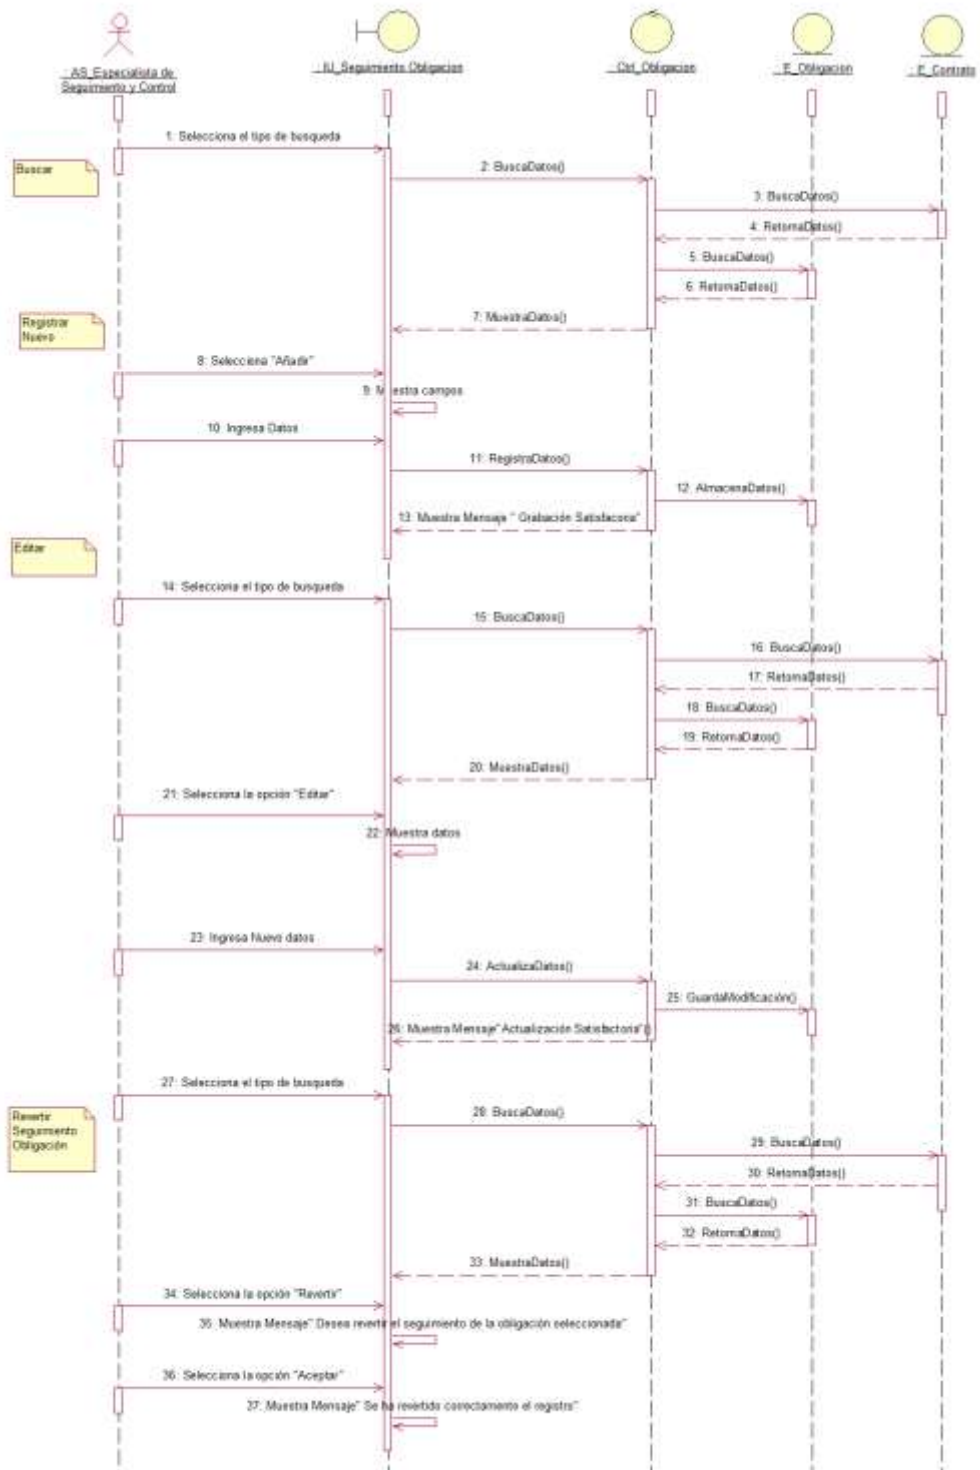 : AS_Especialista de
Seguimiento y Control
: IU_Seguimiento Obligacion
: Ctrl_Obligacion
: E_Obligacion
: E_Contrato
1: Selecciona el tipo de busqueda
Buscar
2: BuscaDatos()
3: BuscaDatos()
4: RetornaDatos()
5: BuscaDatos()
6: RetornaDatos()
7: MuestraDatos()
Registrar
Nuevo
8: Selecciona "Añadir"
9: Muestra campos
10: Ingresa Datos
11: RegistraDatos()
12: AlmacenaDatos()
13: Muestra Mensaje " Grabación Satisfacoria"
Editar
14: Selecciona el tipo de busqueda
15: BuscaDatos()
16: BuscaDatos()
17: RetornaDatos()
18: BuscaDatos()
19: RetornaDatos()
20: MuestraDatos()
21: Selecciona la opción "Editar"
22: Muestra datos
23: Ingresa Nuevo datos
24: ActualizaDatos()
25: GuardaModificación()
26: Muestra Mensaje"Actualización Satisfactoria"()
27: Selecciona el tipo de busqueda
28: BuscaDatos()
Revertir
Seguimiento
Obligación
29: BuscaDatos()
30: RetornaDatos()
31: BuscaDatos()
32: RetornaDatos()
33: MuestraDatos()
34: Selecciona la opción "Revertir"
35: Muestra Mensaje" Desea revertir el seguimiento de la obligación seleccionada"
36: Selecciona la opción "Aceptar"
37: Muestra Mensaje" Se ha revertido correctamente el registro"